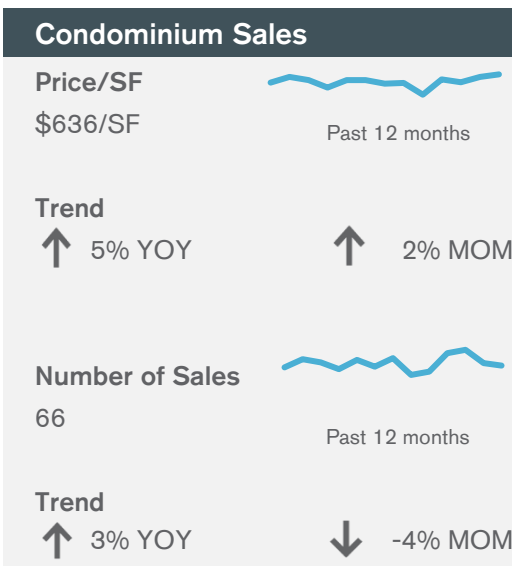 Condominium Sales
Price/SF
$636/SF
Past 12 months
Trend
5% YOY
2% MOM
Number of Sales
66
Past 12 months
Trend
3% YOY
-4% MOM